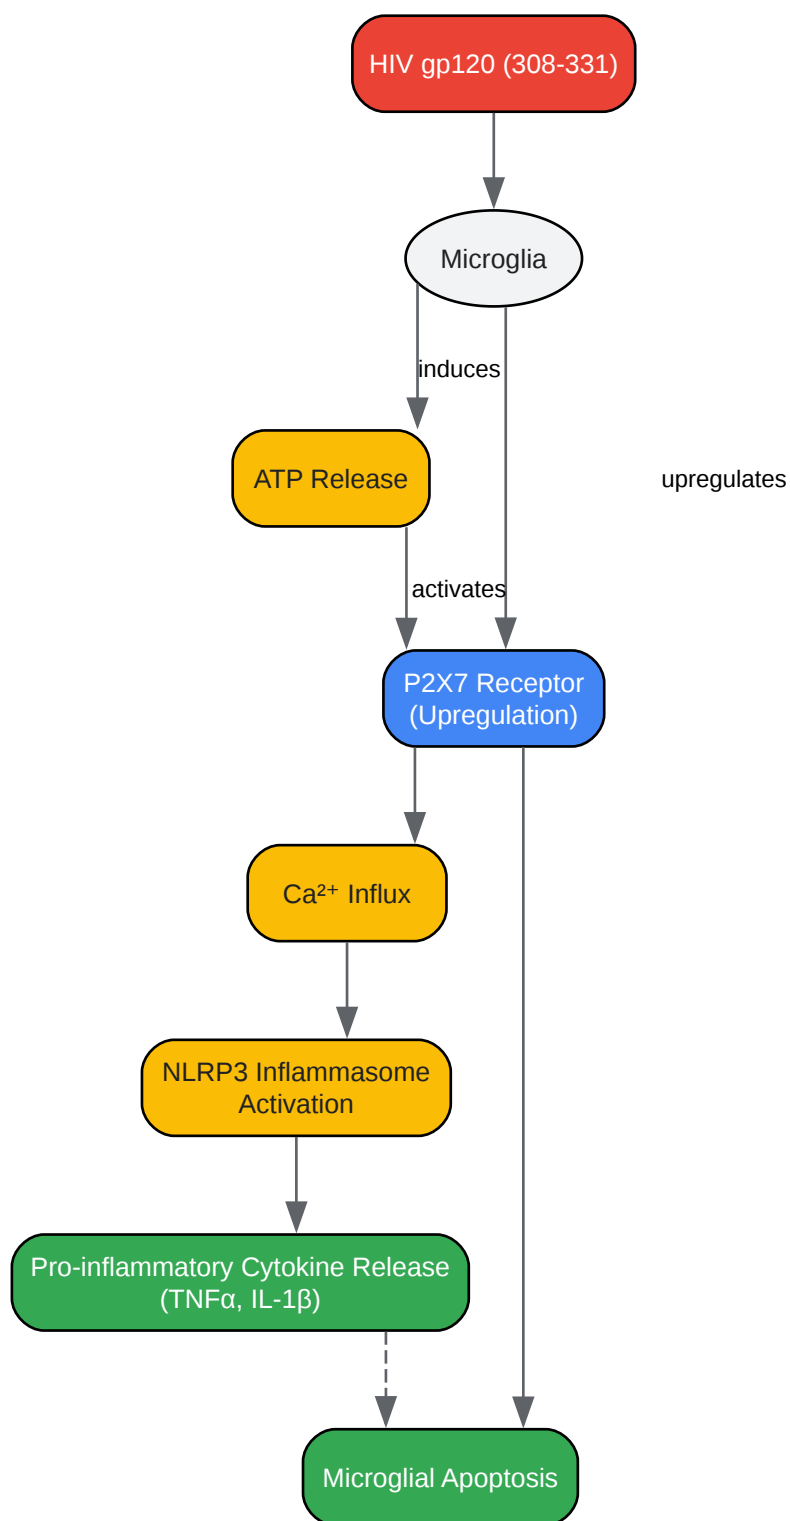 HIV gp120 (308-331)
Microglia
induces
ATP Release
upregulates
activates
P2X7 Receptor
(Upregulation)
Ca²⁺ Influx
NLRP3 Inflammasome
Activation
Pro-inflammatory Cytokine Release
(TNFα, IL-1β)
Microglial Apoptosis